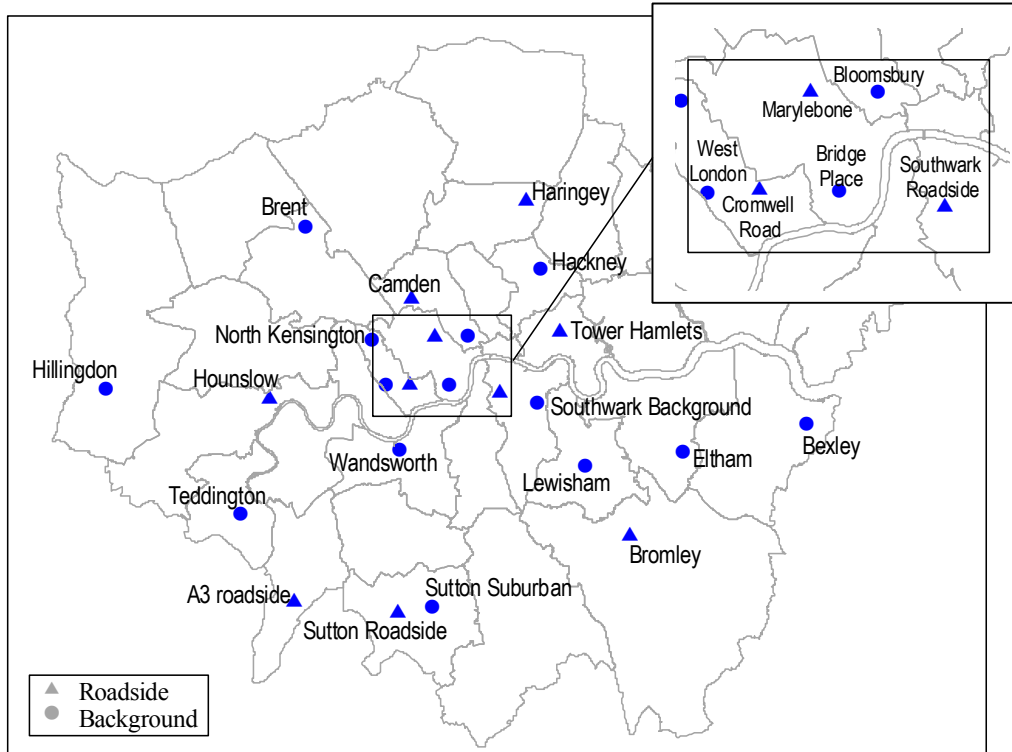 Bloomsbury
Marylebone
West
London
Bridge
Place
Southwark
Roadside
Cromwell
Road
Haringey
Brent
Hackney
Camden
North Kensington
Tower Hamlets
Hillingdon
Hounslow
Southwark Background
Bexley
Wandsworth
Eltham
Lewisham
Teddington
Bromley
A3 roadside
Sutton Suburban
Sutton Roadside
Roadside
Background